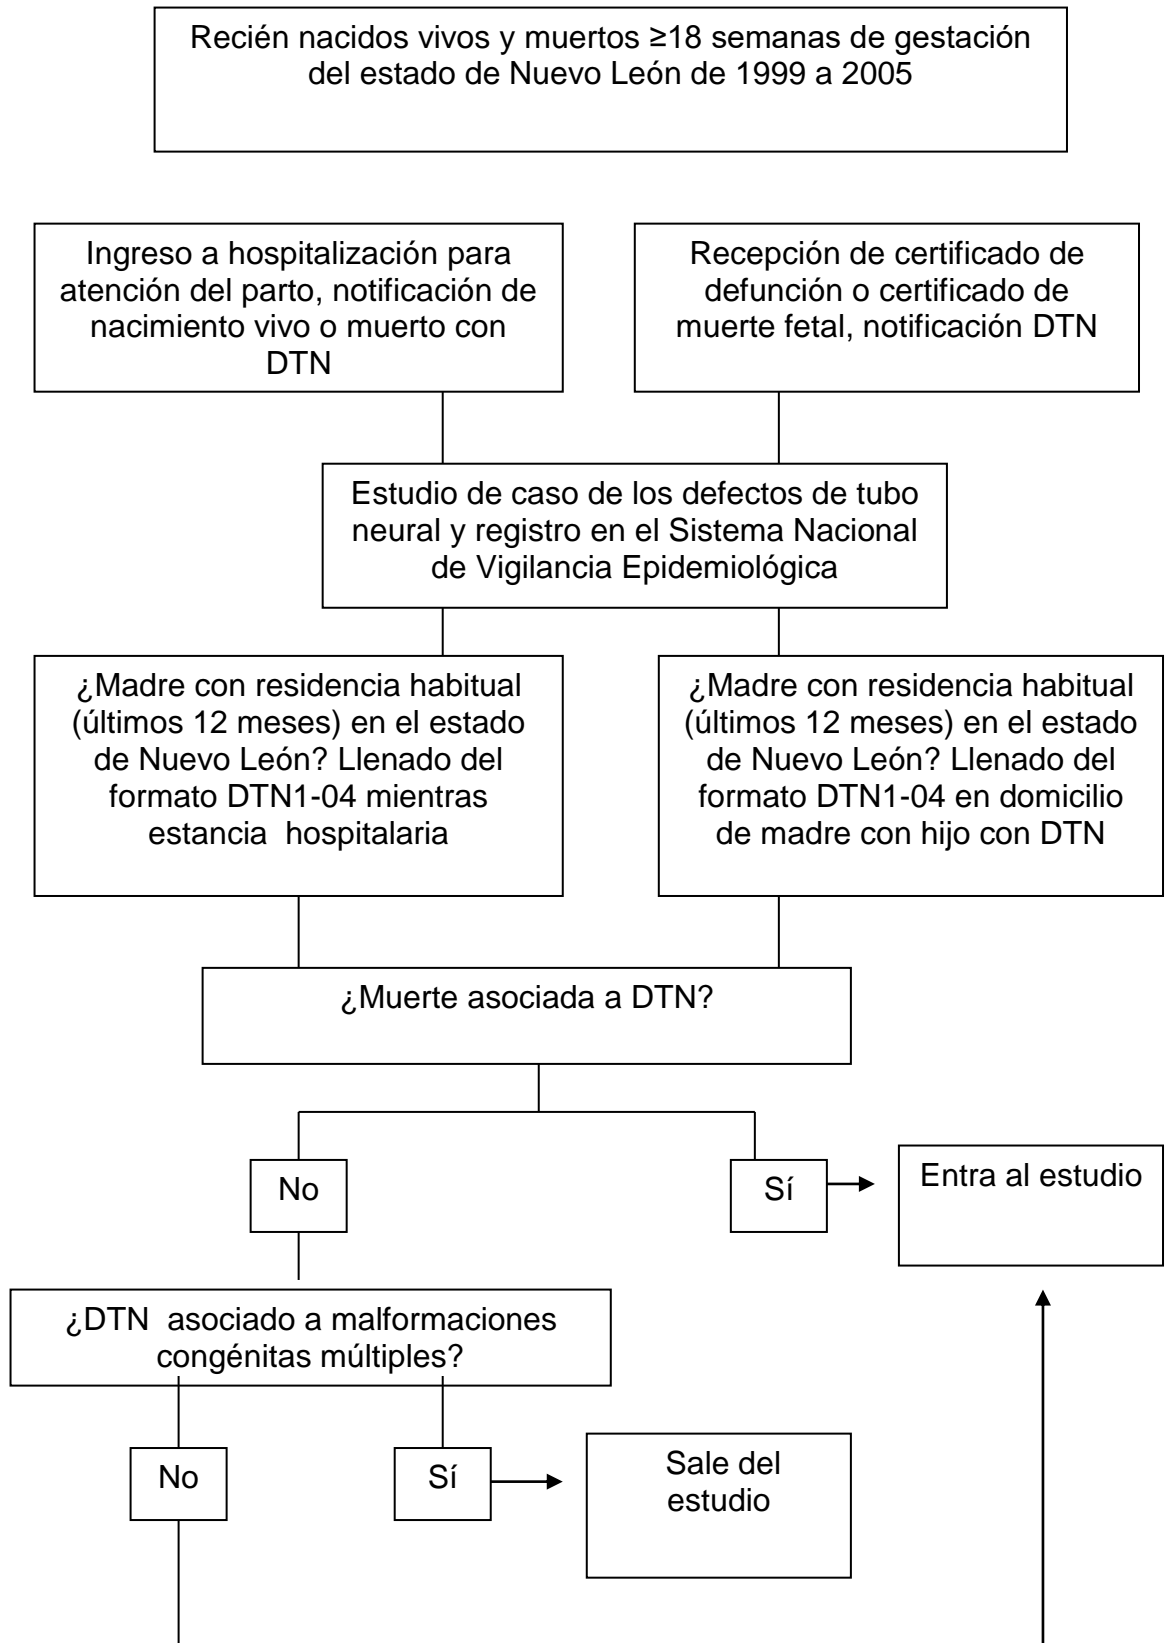 Recién nacidos vivos y muertos ≥18 semanas de gestación
del estado de Nuevo León de 1999 a 2005
Ingreso a hospitalización para
atención del parto, notificación de
nacimiento vivo o muerto con
DTN
Recepción de certificado de
defunción o certificado de
muerte fetal, notificación DTN
Estudio de caso de los defectos de tubo
neural y registro en el Sistema Nacional
de Vigilancia Epidemiológica
¿Madre con residencia habitual
(últimos 12 meses) en el estado
de Nuevo León? Llenado del
formato DTN1-04 mientras
estancia  hospitalaria
¿Madre con residencia habitual
(últimos 12 meses) en el estado
de Nuevo León? Llenado del
formato DTN1-04 en domicilio
de madre con hijo con DTN
¿Muerte asociada a DTN?
No
Sí
Entra al estudio
¿DTN  asociado a malformaciones
congénitas múltiples?
No
Sí
Sale del
estudio